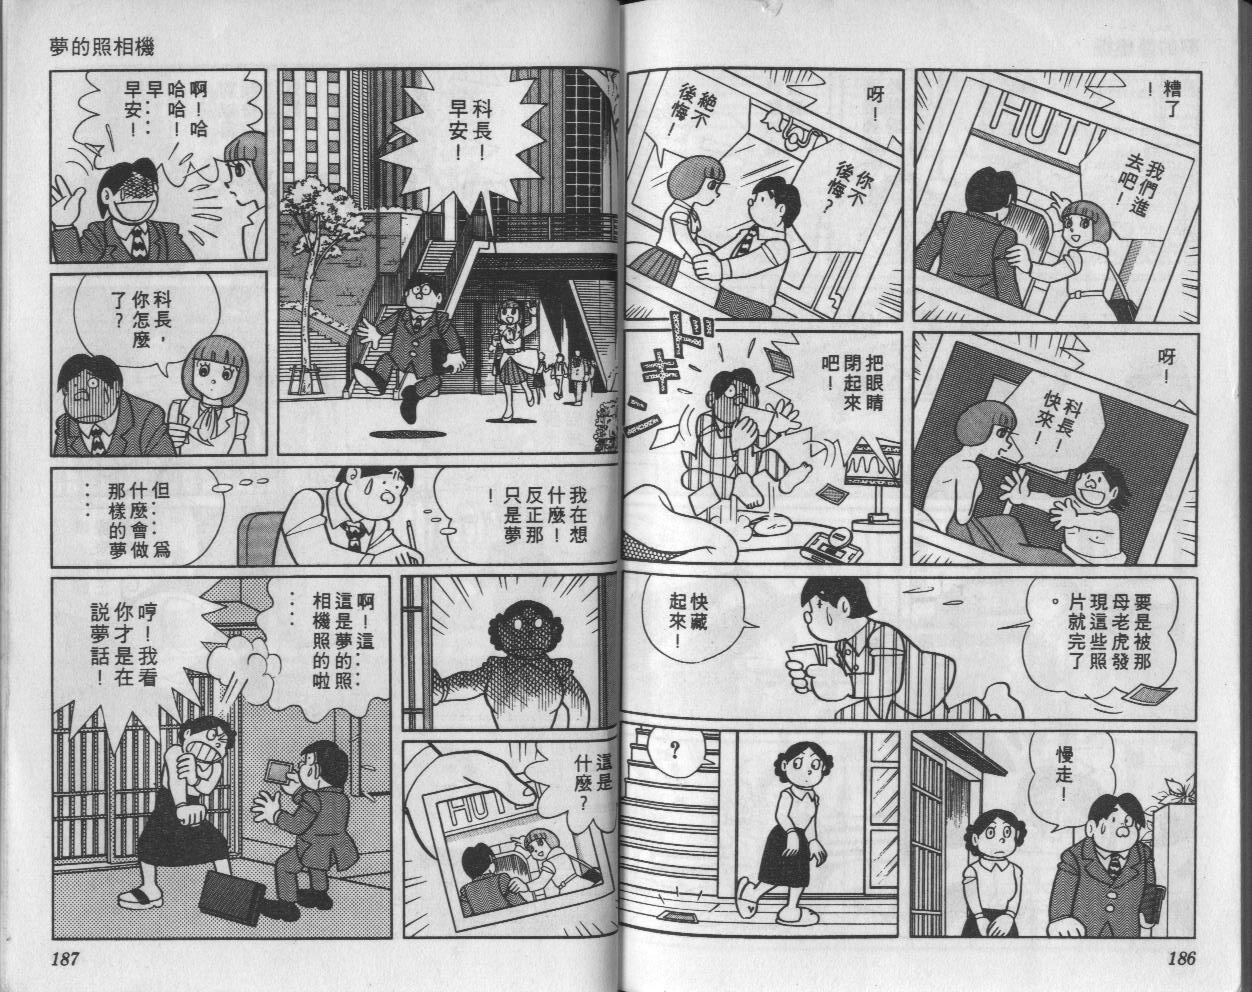 糟了
！
HUT
我們進
去吧！
呀！
絕不
後悔！
你不
後悔？
呀！
科長！
快來！
把眼睛
閉起來
吧！
要是被那
母老虎發
現這些照
片就完了
。
快藏
起來！
慢走！
？
186
夢的照相機
科長！
早安！
啊！哈
哈哈！
早……
早安！
科長，
你怎麼
了？
我在想
什麼！
反正那
只是夢
！
但……為
什麼會做
那樣的夢
……
這是
什麼？
HUT
啊！這……
這是夢的照
相機照的啦
……
哼！我看
你才是在
說夢話！
187